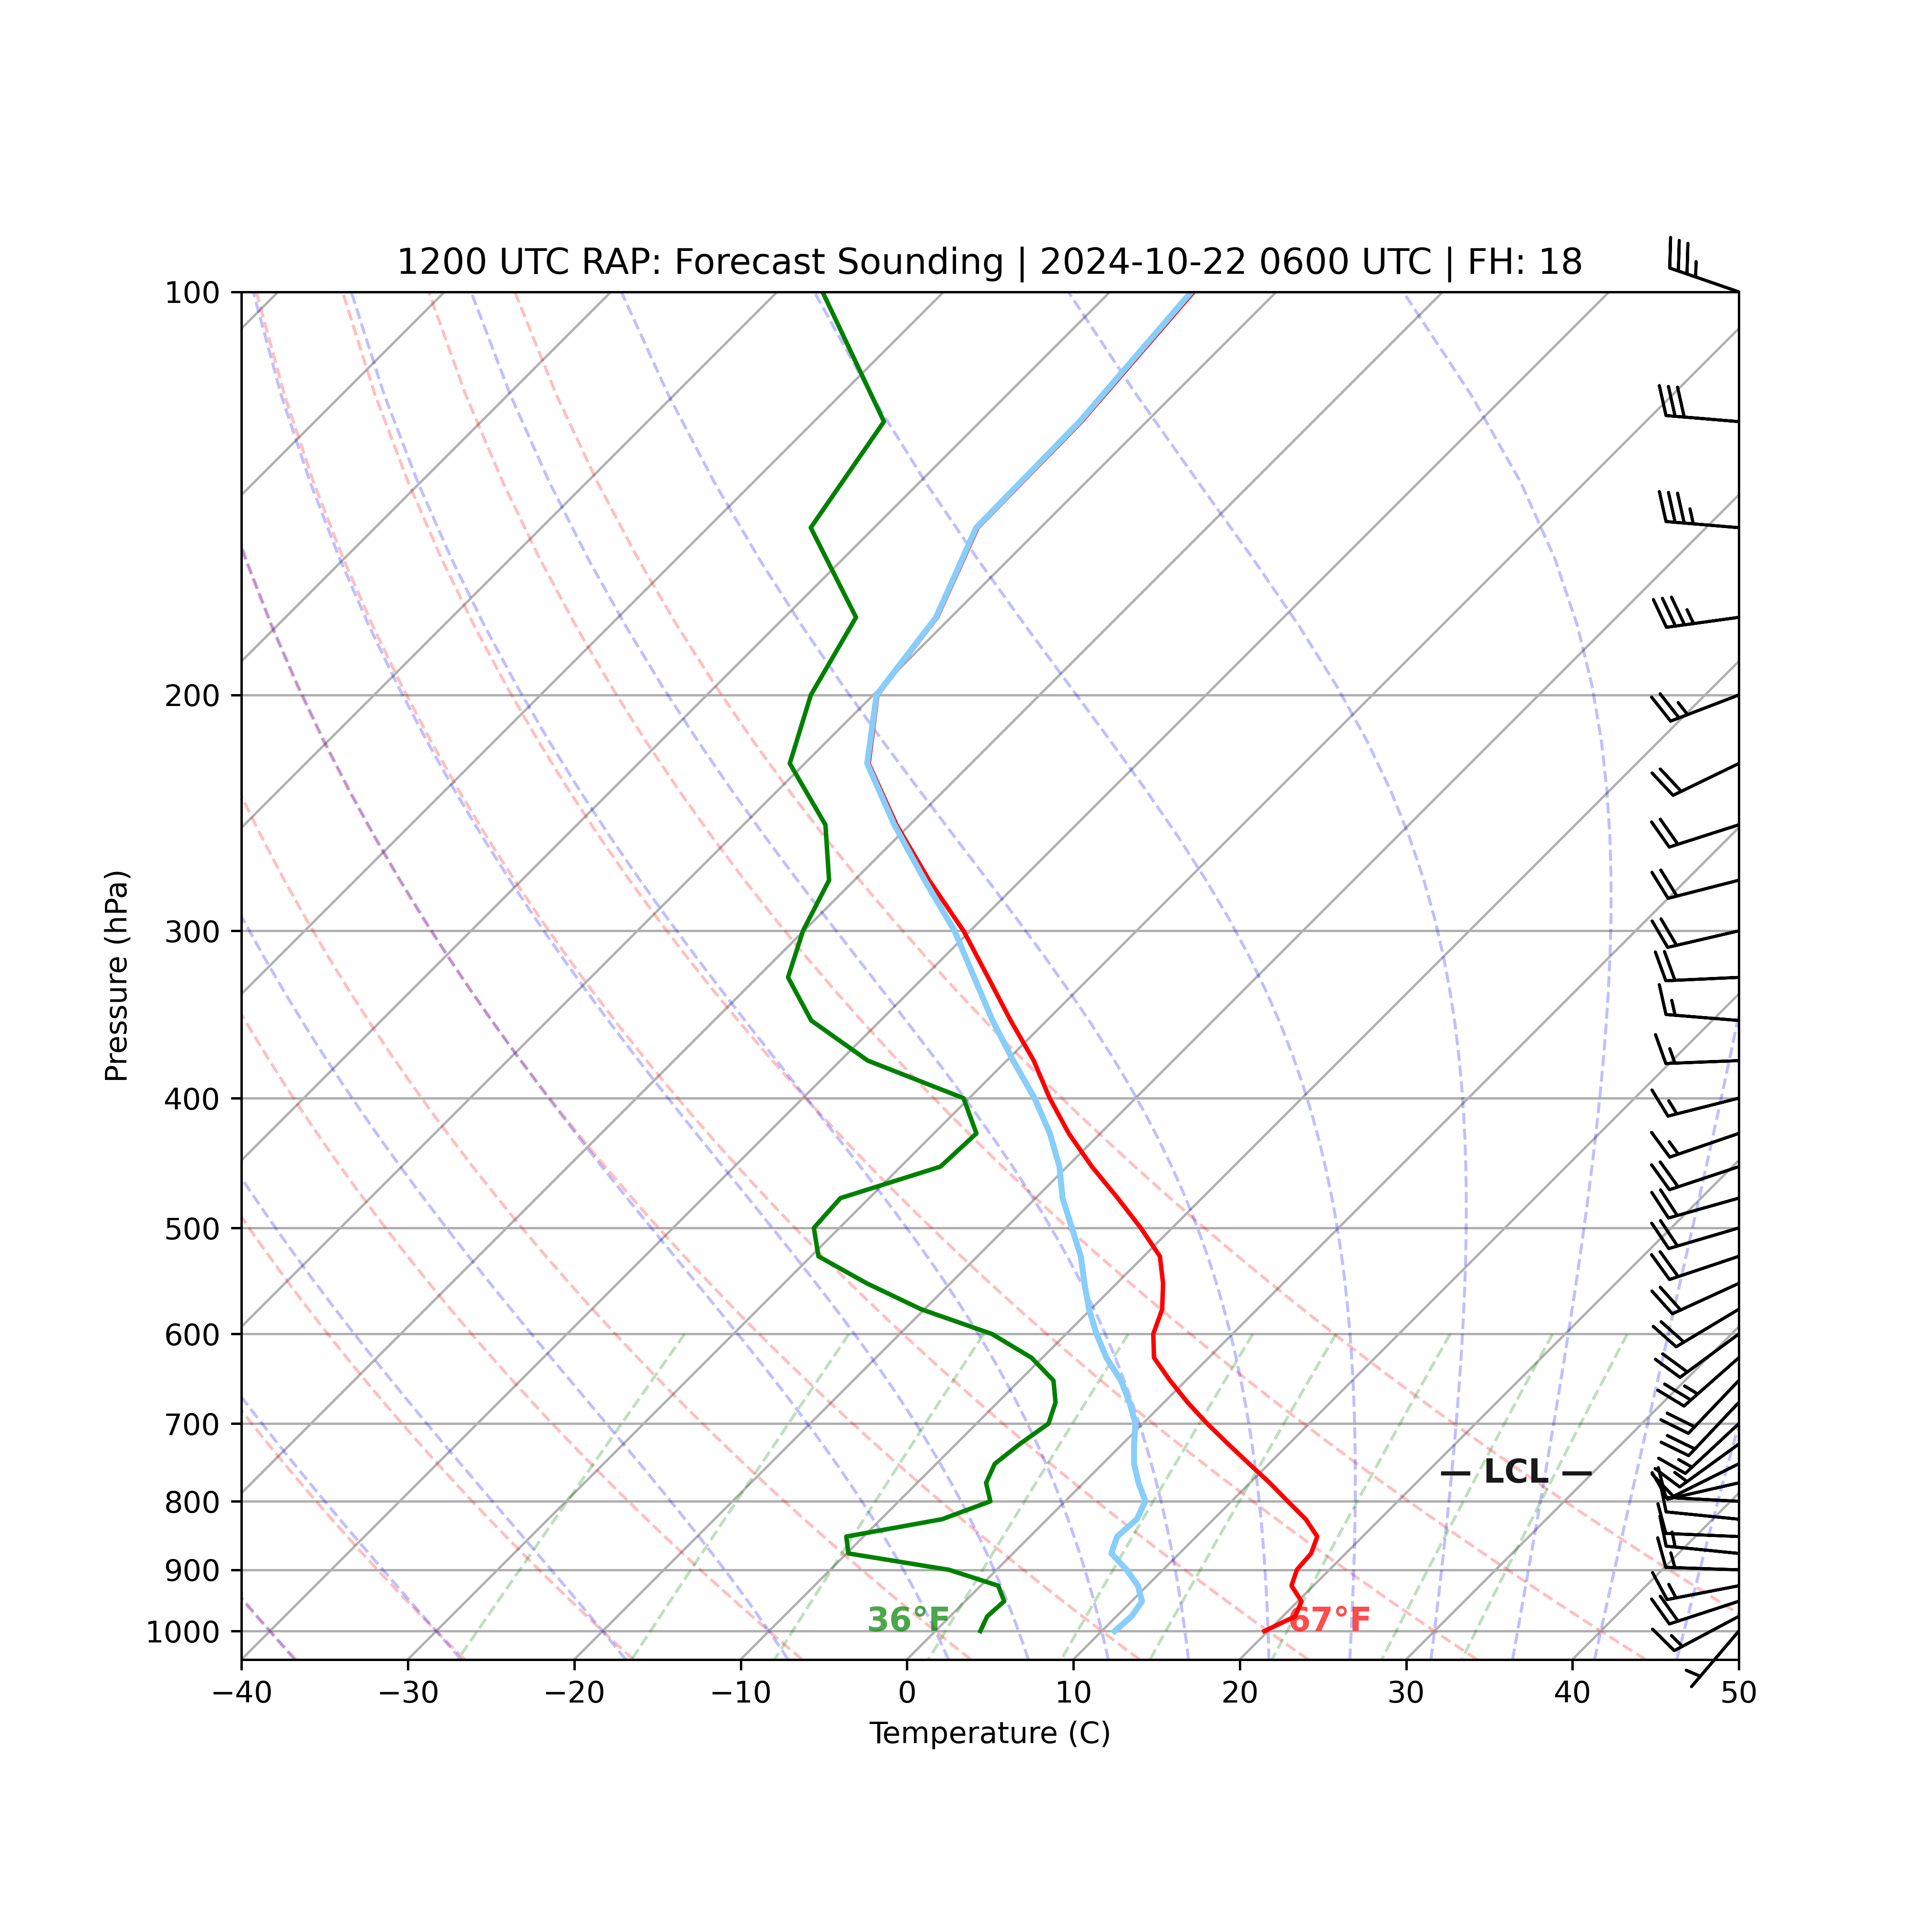 1200 UTC RAP: Forecast Sounding | 2024-10-22 0600 UTC | FH: 18
100
200
300
400
500
600
700
800
900
1000
Pressure (hPa)
— LCL —
36°F
67°F
−40 −30 −20 −10 0 10 20 30 40 50
Temperature (C)